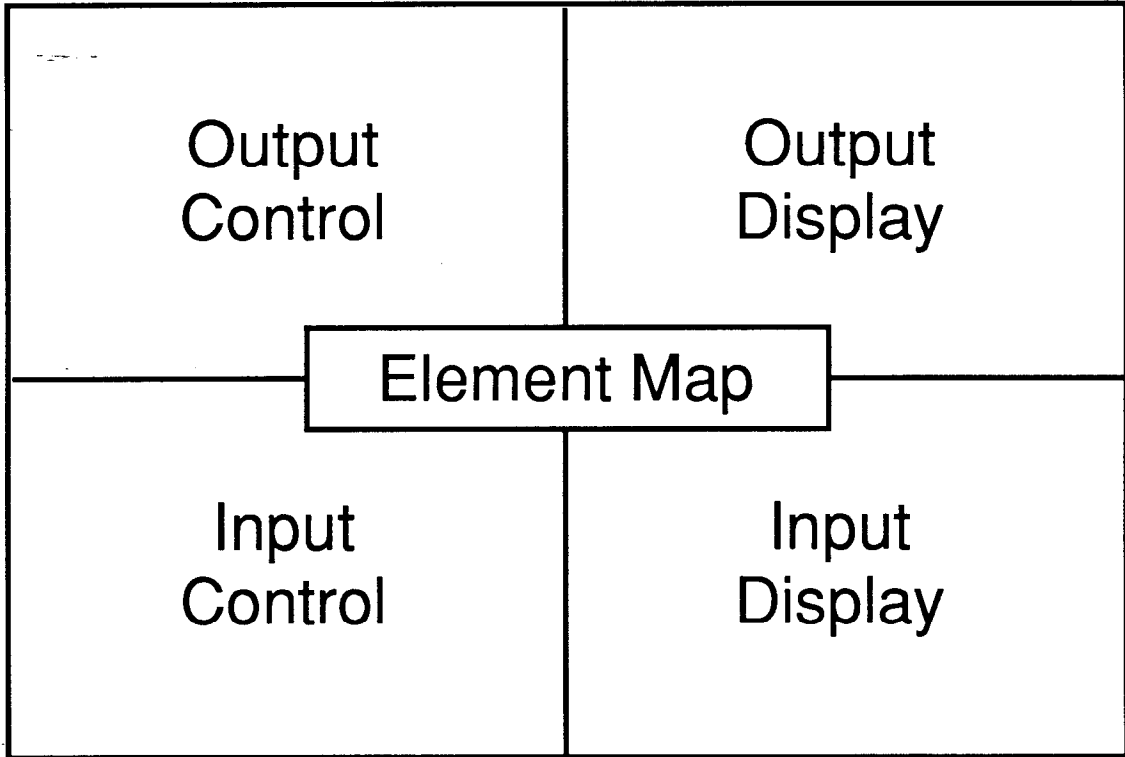 Output
Control
Output
Display
Element Map
Input
Control
Input
Display